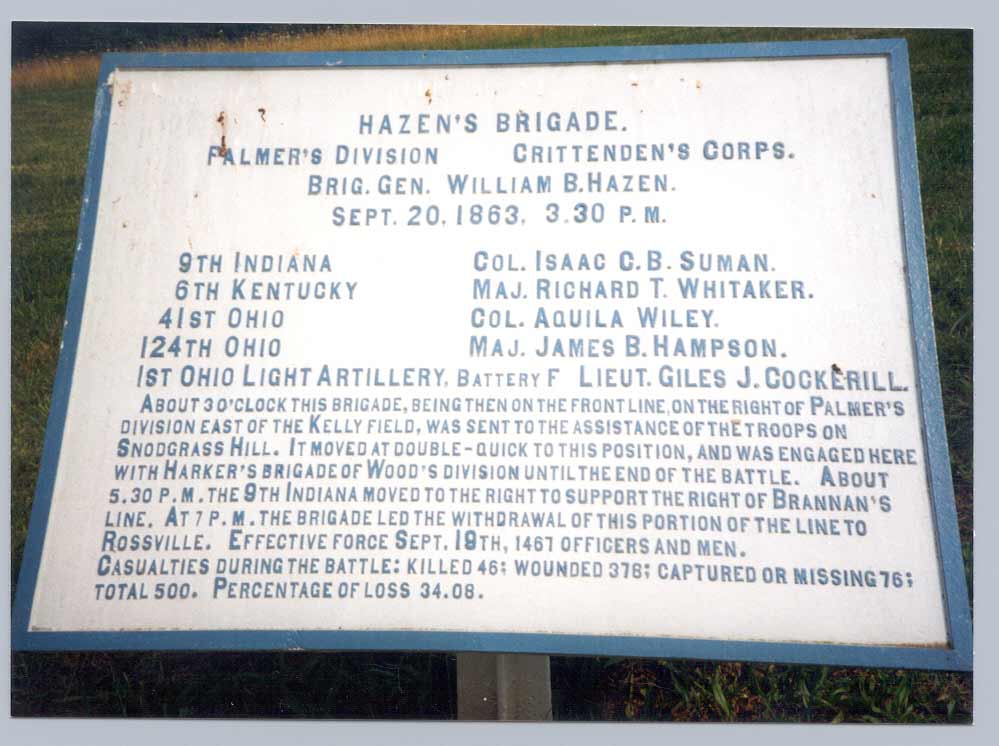 HAZEN'S BRIGADE.
PALMER'S DIVISION CRITTENDEN'S CORPS.
BRIG. GEN. WILLIAM B. HAZEN.
SEPT. 20, 1863, 3.30 P.M.
9TH INDIANA COL. ISAAC C.B. SUMAN.
6TH KENTUCKY MAJ. RICHARD T. WHITAKER.
41ST OHIO COL. AQUILA WILEY.
124TH OHIO MAJ. JAMES B. HAMPSON.
1ST OHIO LIGHT ARTILLERY, BATTERY F LIEUT. GILES J. COCKERILL.
ABOUT 3 O'CLOCK THIS BRIGADE, BEING THEN ON THE FRONT LINE, ON THE RIGHT OF PALMER'S
DIVISION EAST OF THE KELLY FIELD, WAS SENT TO THE ASSISTANCE OF THE TROOPS ON
SNODGRASS HILL. IT MOVED AT DOUBLE-QUICK TO THIS POSITION, AND WAS ENGAGED HERE
WITH HARKER'S BRIGADE OF WOOD'S DIVISION UNTIL THE END OF THE BATTLE. ABOUT
5.30 P.M. THE 9TH INDIANA MOVED TO THE RIGHT TO SUPPORT THE RIGHT OF BRANNAN'S
LINE. AT 7 P.M. THE BRIGADE LED THE WITHDRAWAL OF THIS PORTION OF THE LINE TO
ROSSVILLE. EFFECTIVE FORCE SEPT. 19TH, 1467 OFFICERS AND MEN.
CASUALTIES DURING THE BATTLE: KILLED 46; WOUNDED 378; CAPTURED OR MISSING 76;
TOTAL 500. PERCENTAGE OF LOSS 34.08.